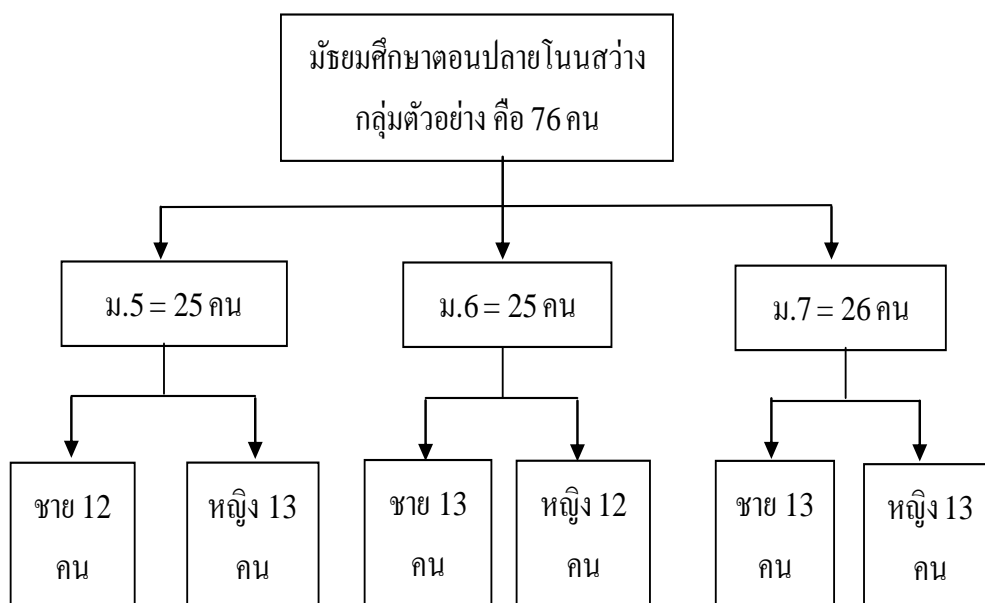 มัธยมศึกษาตอนปลายโนนสว่าง
กลุ่มตัวอย่าง คือ 76 คน
ม.5 = 25 คน
ม.6 = 25 คน
ม.7 = 26 คน
ชาย 12
คน
หญิง 13
คน
ชาย 13
คน
หญิง 12
คน
ชาย 13
คน
หญิง 13
คน